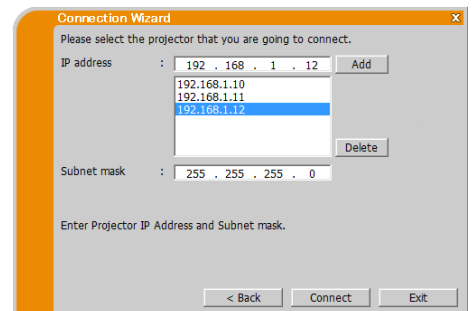 Connection Wizard x
Please select the projector that you are going to connect.
IP address : 192 . 168 . 1 . 12 Add
192.168.1.10
192.168.1.11
192.168.1.12
Delete
Subnet mask : 255 . 255 . 255 . 0
Enter Projector IP Address and Subnet mask.
< Back Connect Exit